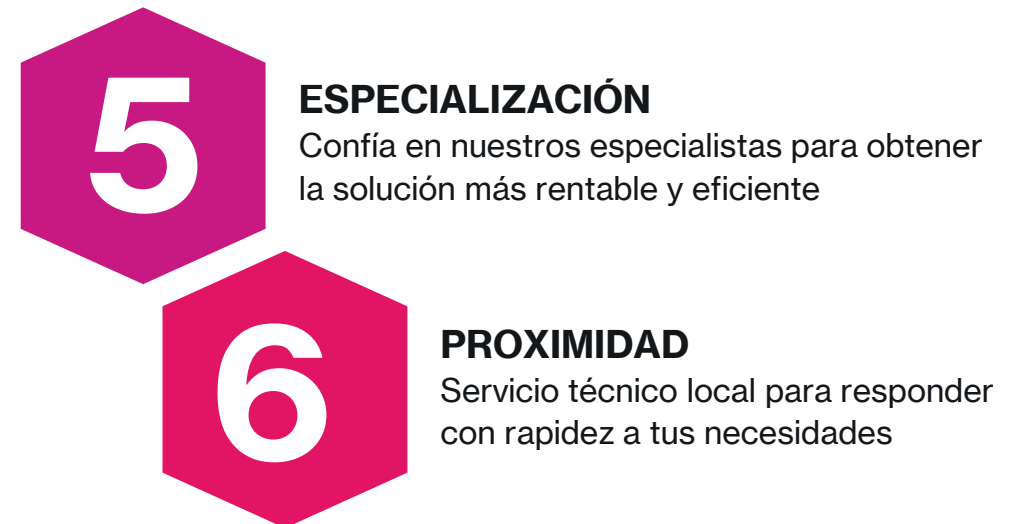 5
ESPECIALIZACIÓN
Confía en nuestros especialistas para obtener
la solución más rentable y eficiente
6
PROXIMIDAD
Servicio técnico local para responder
con rapidez a tus necesidades